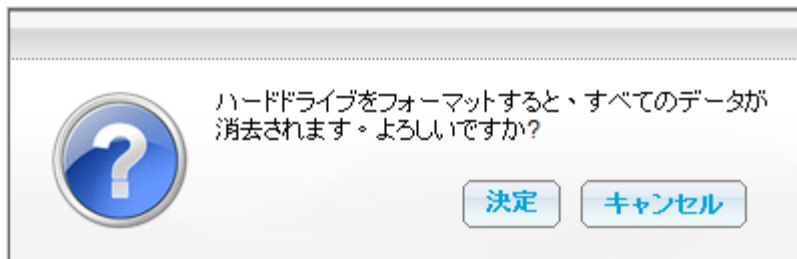 ハードドライブをフォーマットすると、すべてのデータが
消去されます。よろしいですか?
決定 キャンセル